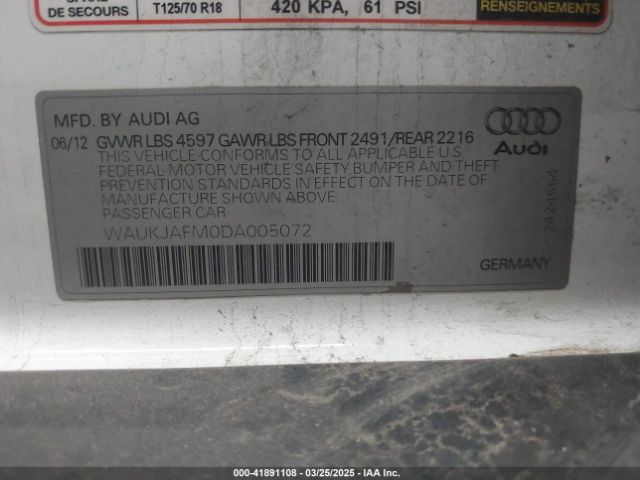 DE SECOURS T125/70 R18 420 KPA, 61 PSI RENSEIGNEMENTS
MFD. BY AUDI AG
06/12 GVWR LBS 4597 GAWR-LBS FRONT 2491/REAR 2216
THIS VEHICLE CONFORMS TO ALL APPLICABLE U.S
FEDERAL-MOTOR VEHICLE SAFETY BUMPER AND THEFT
PREVENTION STANDARDS IN EFFECT ON THE DATE OF
MANUFACTURE SHOWN ABOVE
PASSENGER CAR
WAUKJAFM0DA005072
Audi
2424554
GERMANY
000-41891108 — 03/25/2025 — IAA Inc.